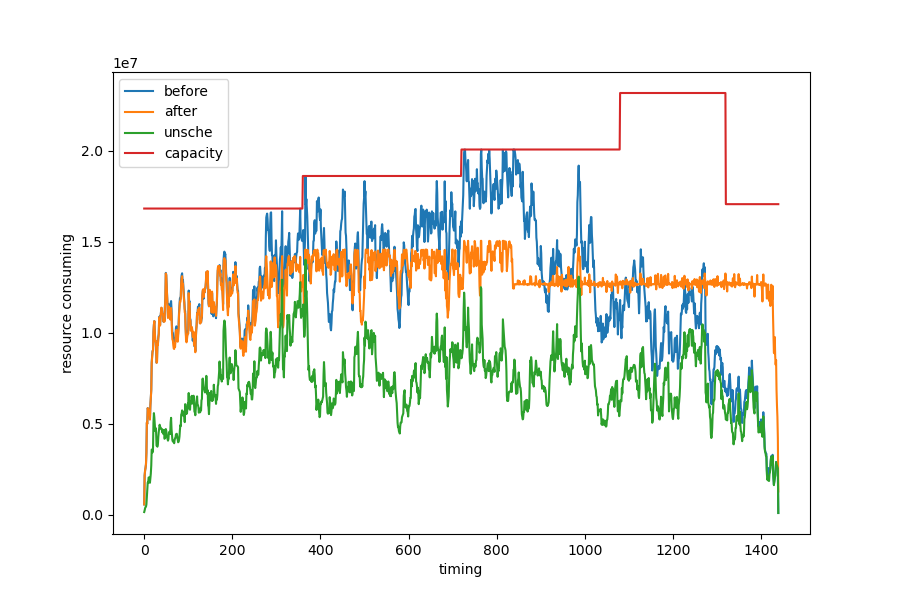 1e7
before
after
unsche
capacity
2.0
1.5
1.0
0.5
0.0
resource consuming
0 200 400 600 800 1000 1200 1400
timing